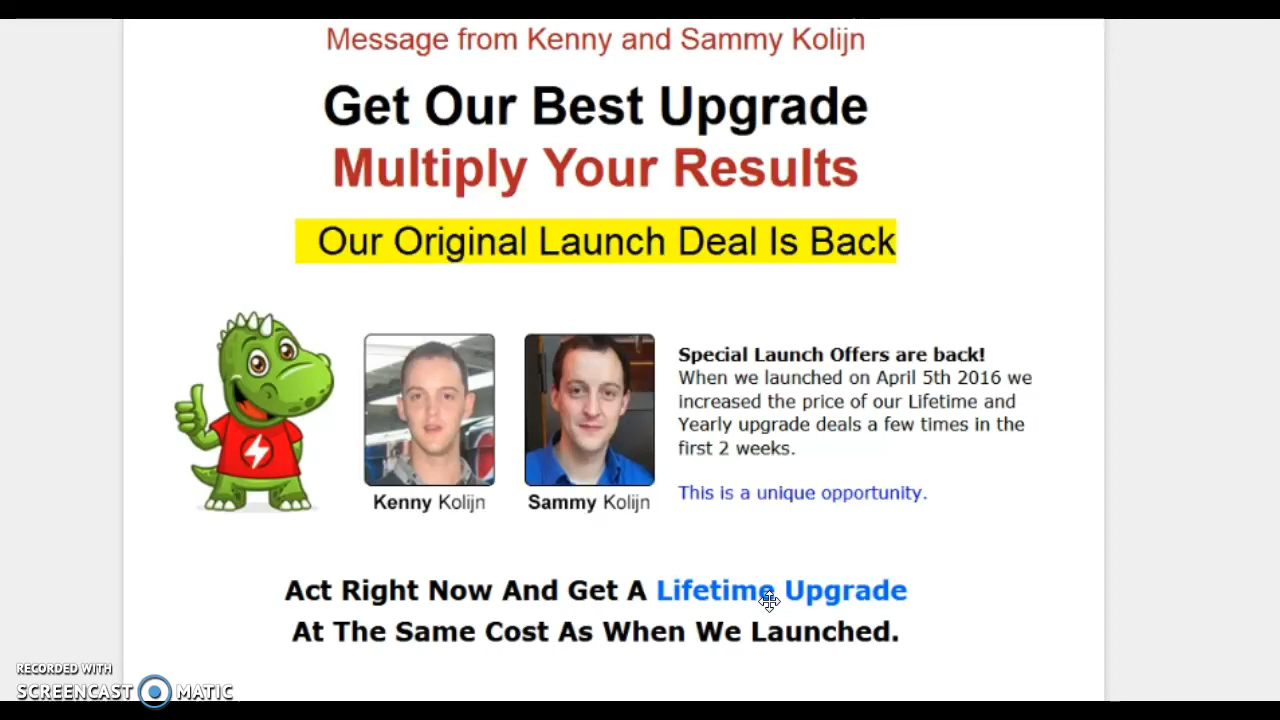 Message from Kenny and Sammy Kolijn
Get Our Best Upgrade
Multiply Your Results
Our Original Launch Deal Is Back
Special Launch Offers are back!
When we launched on April 5th 2016 we
increased the price of our Lifetime and
Yearly upgrade deals a few times in the
first 2 weeks.
This is a unique opportunity.
Kenny Kolijn
Sammy Kolijn
Act Right Now And Get A Lifetime Upgrade
At The Same Cost As When We Launched.
RECORDED WITH
SCREENCAST MATIC